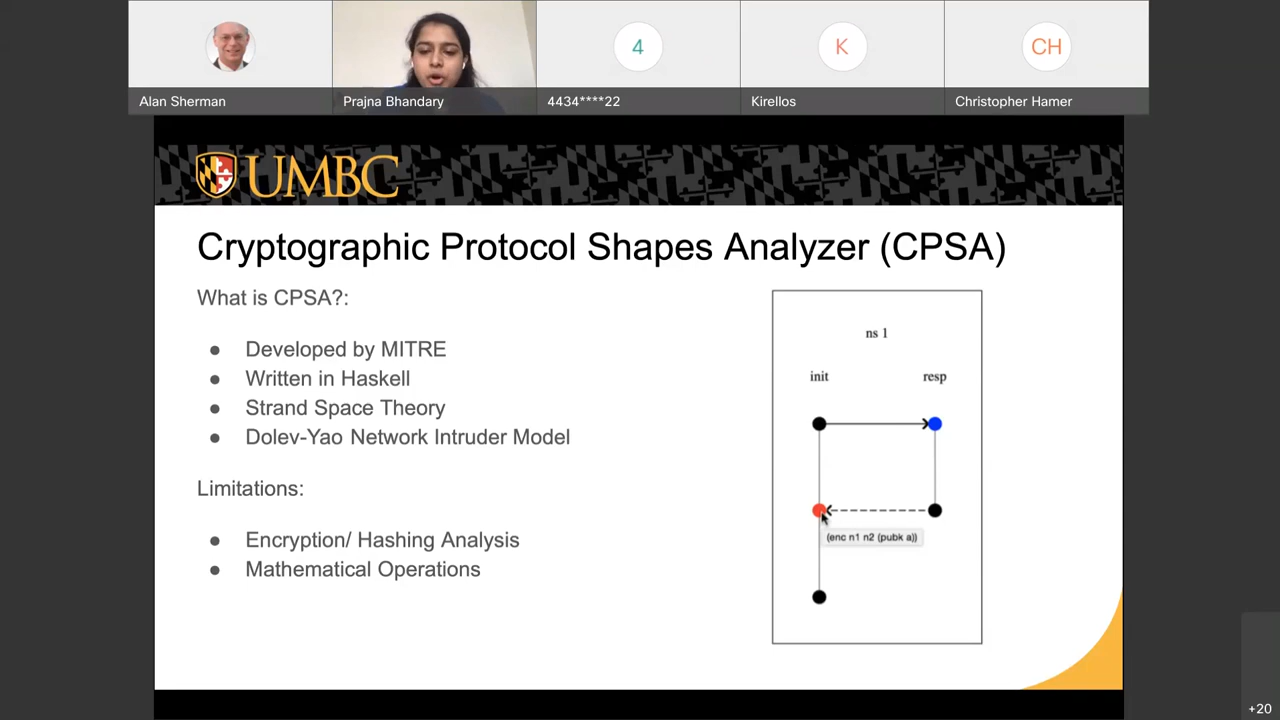 4
K
CH
Alan Sherman
Prajna Bhandary
4434****22
Kirellos
Christopher Hamer
UMBC
Cryptographic Protocol Shapes Analyzer (CPSA)
What is CPSA?:
● Developed by MITRE
● Written in Haskell
● Strand Space Theory
● Dolev-Yao Network Intruder Model
Limitations:
● Encryption/ Hashing Analysis
● Mathematical Operations
ns 1
init
resp
(enc n1 n2 (pubk a))
+20